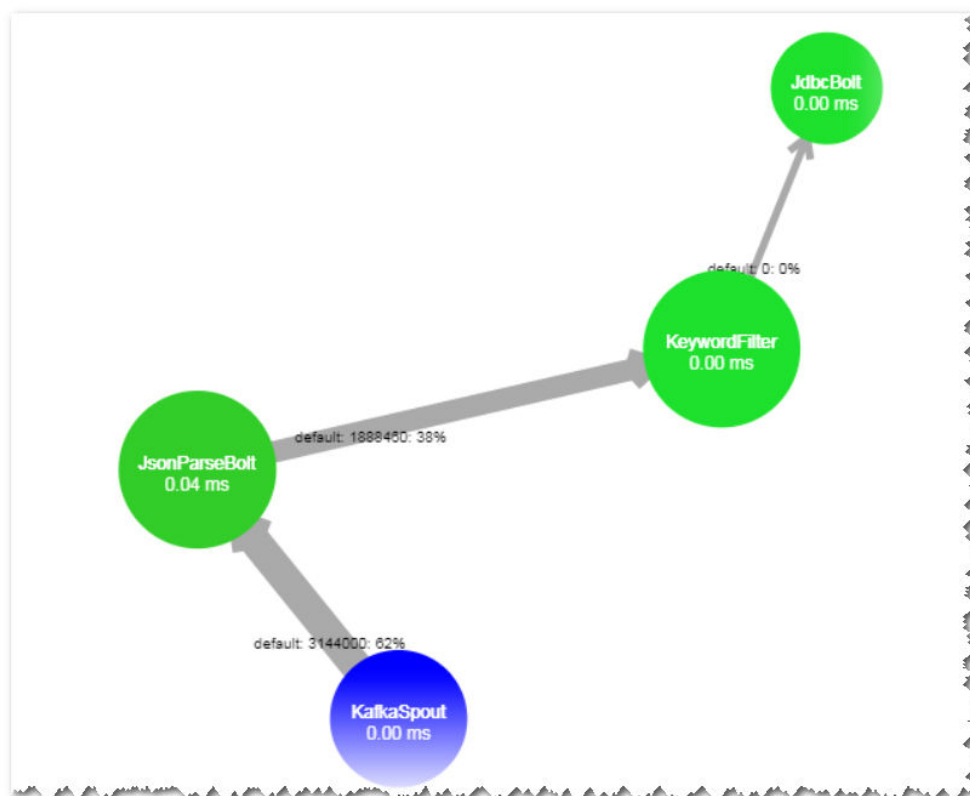 JdbcBolt
0.00 ms
default: 0: 0%
KeywordFilter
0.00 ms
default: 1888460: 38%
JsonParseBolt
0.04 ms
default: 3144000: 62%
KafkaSpout
0.00 ms